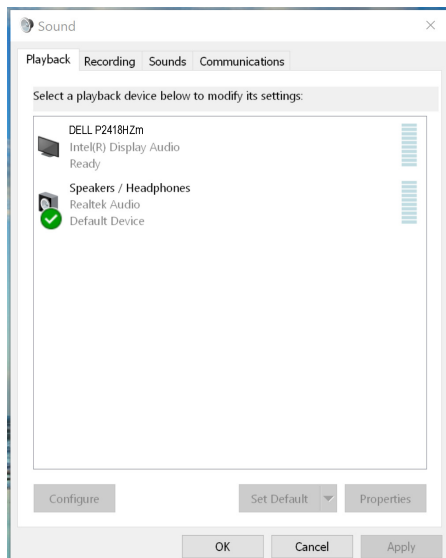 Sound
Playback Recording Sounds Communications
Select a playback device below to modify its settings:
DELL P2418HZm
Intel(R) Display Audio
Ready
Speakers / Headphones
Realtek Audio
Default Device
Configure Set Default Properties
OK Cancel Apply